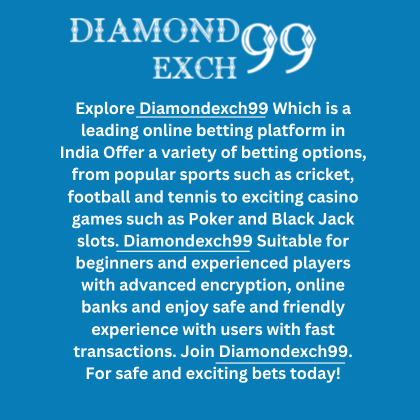 DIAMOND 99
EXCH
Explore Diamondexch99 Which is a
leading online betting platform in
India Offer a variety of betting options,
from popular sports such as cricket,
football and tennis to exciting casino
games such as Poker and Black Jack
slots. Diamondexch99 Suitable for
beginners and experienced players
with advanced encryption, online
banks and enjoy safe and friendly
experience with users with fast
transactions. Join Diamondexch99.
For safe and exciting bets today!